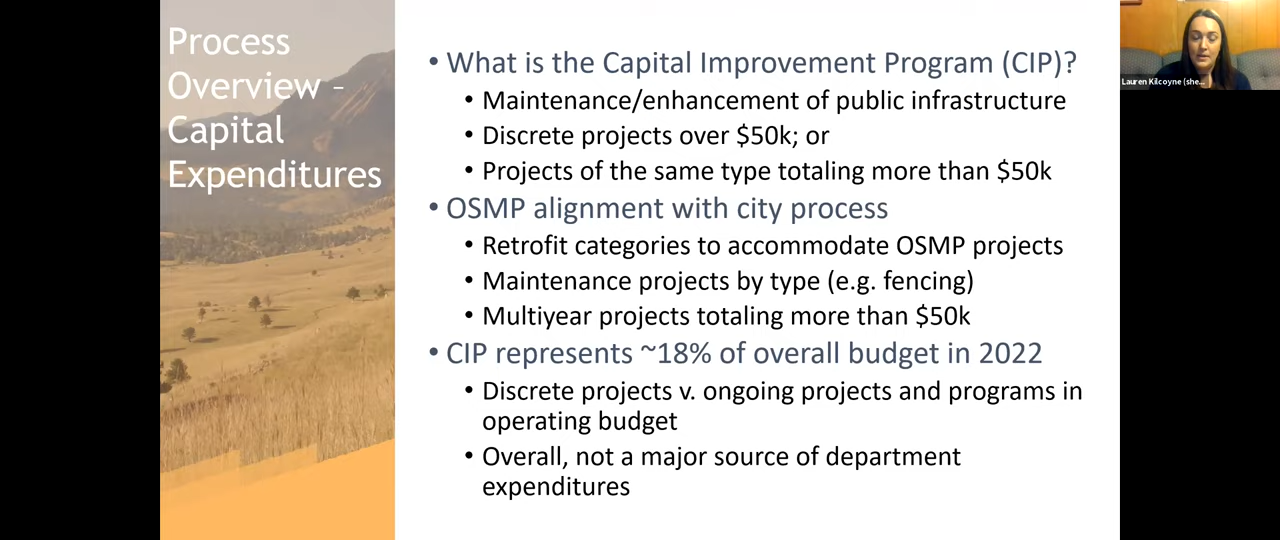 Process
Overview –
Capital
Expenditures
• What is the Capital Improvement Program (CIP)?
• Maintenance/enhancement of public infrastructure
• Discrete projects over $50k; or
• Projects of the same type totaling more than $50k
• OSMP alignment with city process
• Retrofit categories to accommodate OSMP projects
• Maintenance projects by type (e.g. fencing)
• Multiyear projects totaling more than $50k
• CIP represents ~18% of overall budget in 2022
• Discrete projects v. ongoing projects and programs in
operating budget
• Overall, not a major source of department
expenditures
Lauren Kilcoyne (she...